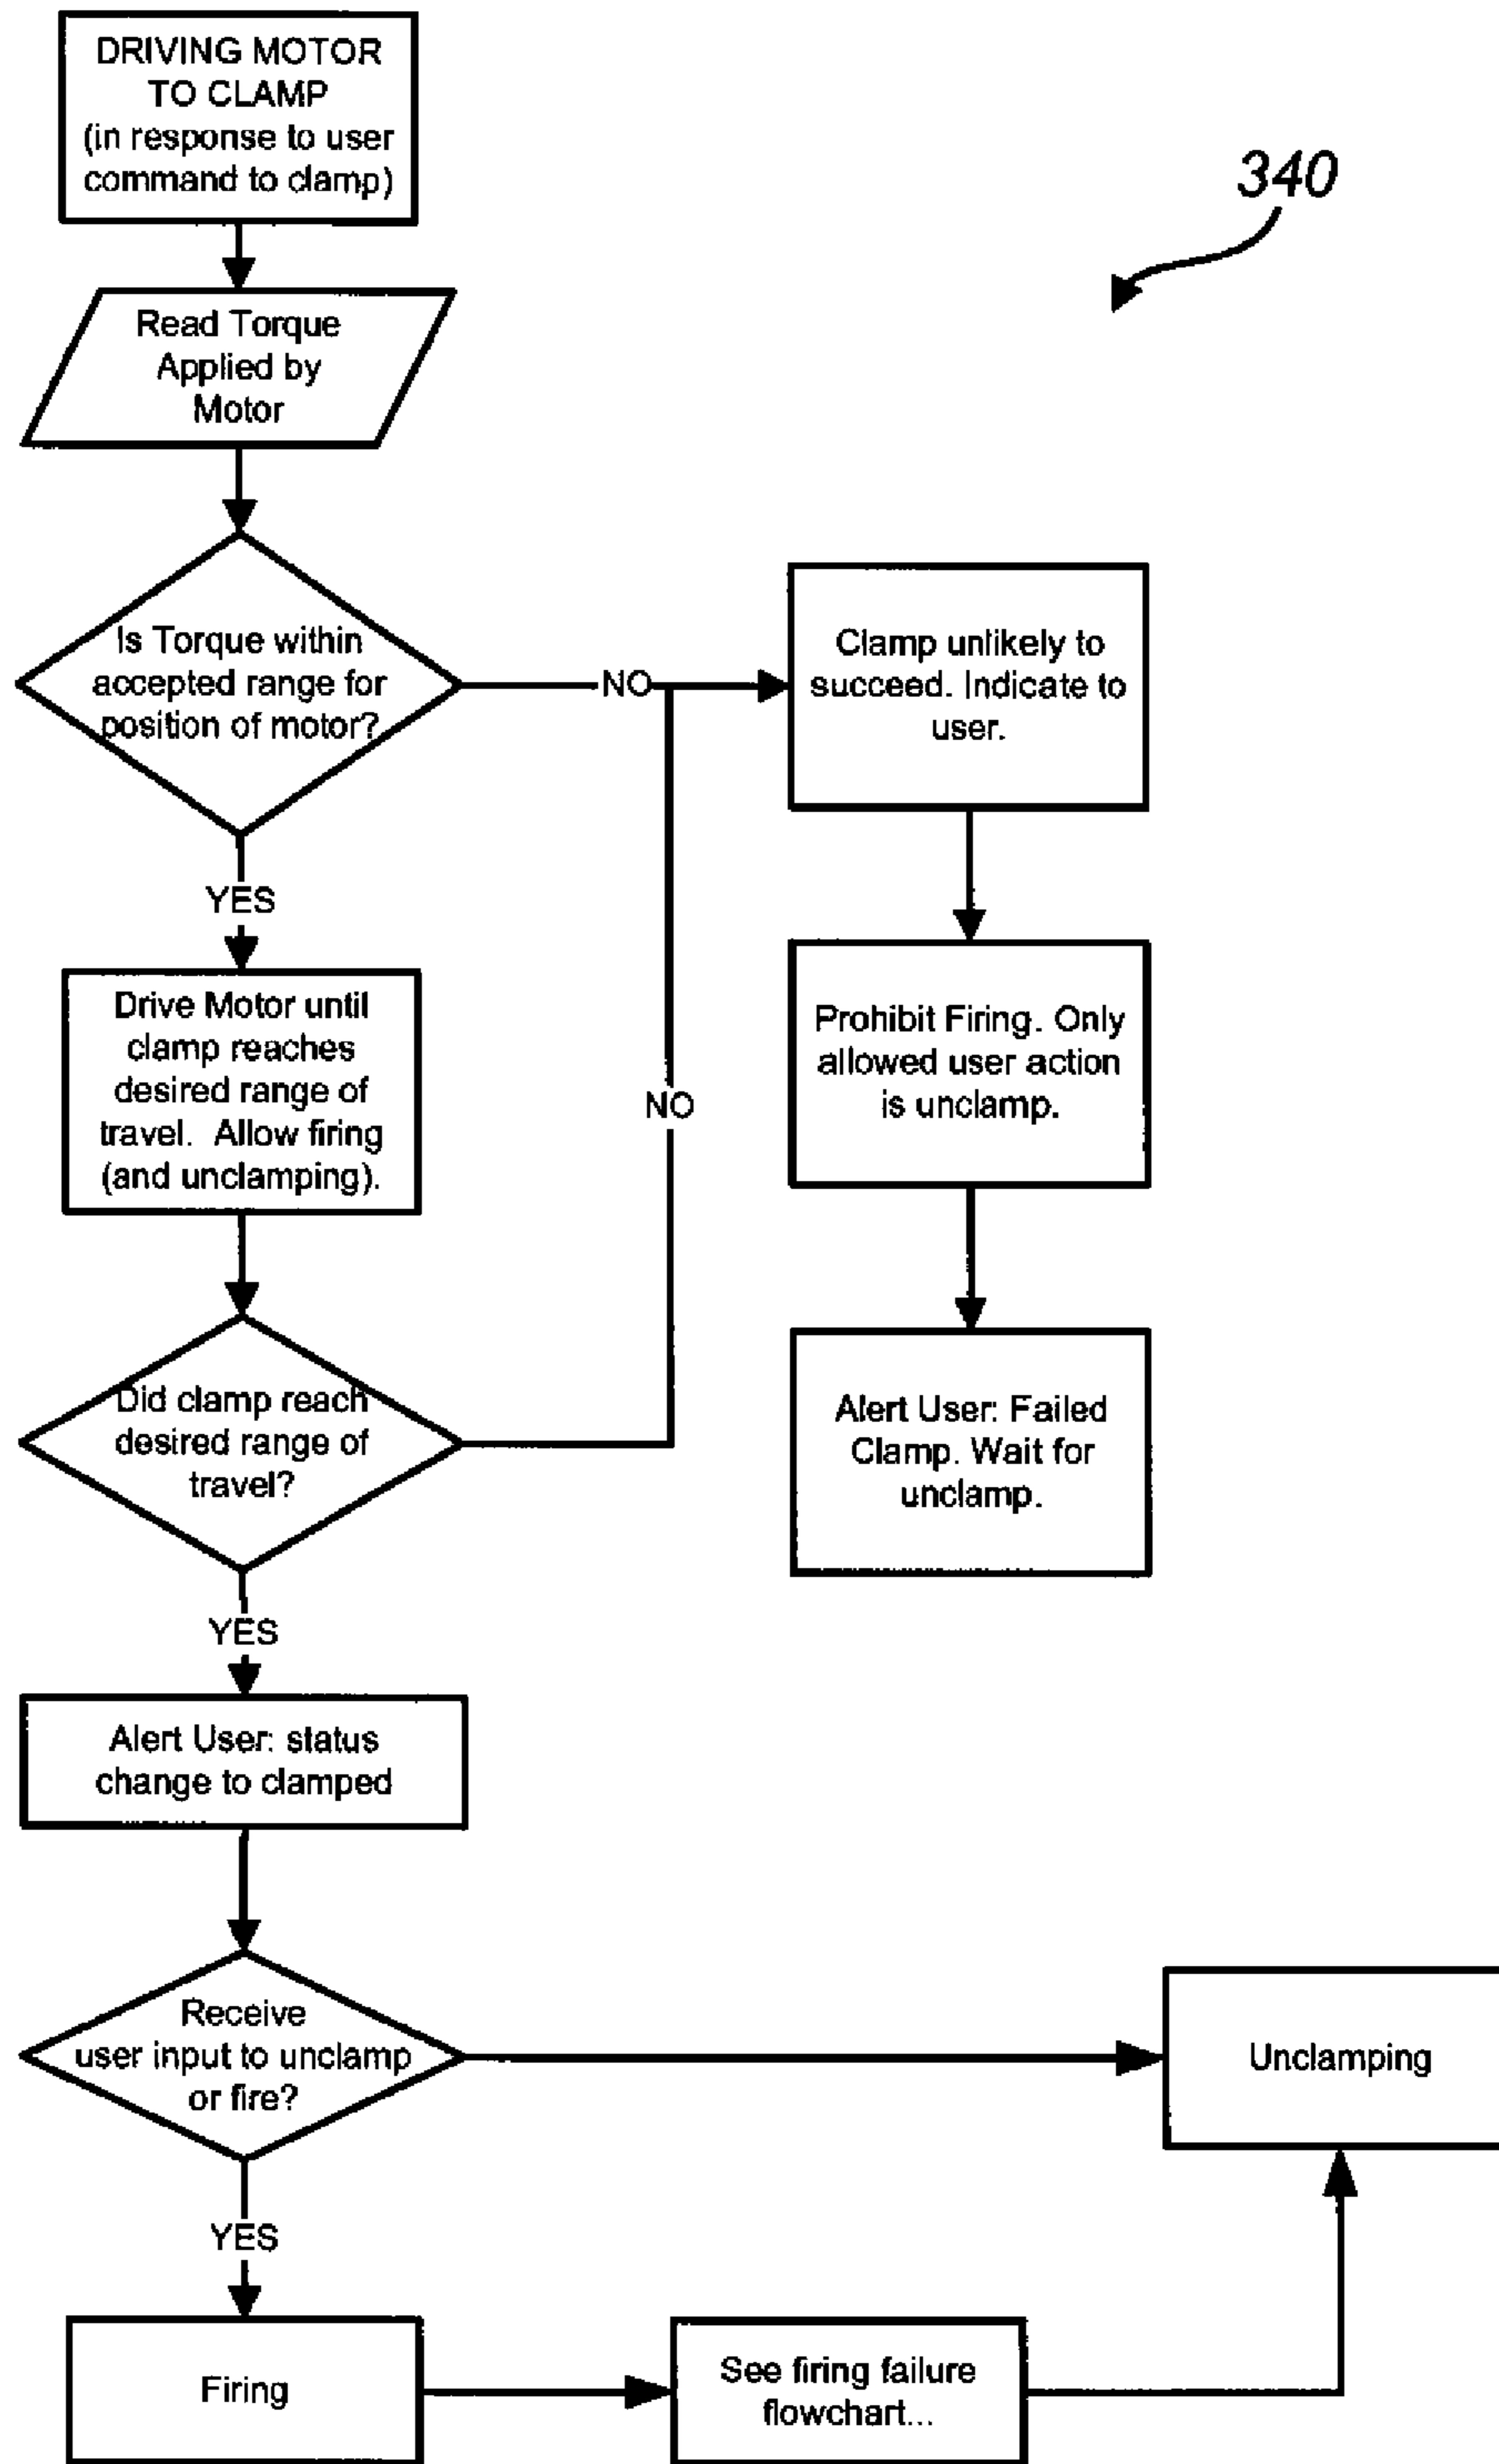 DRIVING MOTOR
TO CLAMP
(in response to user
command to clamp)
340
Read Torque
Applied by
Motor
Is Torque within
accepted range for
position of motor?
NO
Clamp unlikely to
succeed. Indicate to
user.
YES
Prohibit Firing. Only
allowed user action
is unclamp.
Drive Motor until
clamp reaches
desired range of
travel. Allow firing
(and unclamping).
NO
Did clamp reach
desired range of
travel?
Alert User: Failed
Clamp. Wait for
unclamp.
YES
Alert User: status
change to clamped
Receive
user input to unclamp
or fire?
Unclamping
YES
Firing
See firing failure
flowchart...